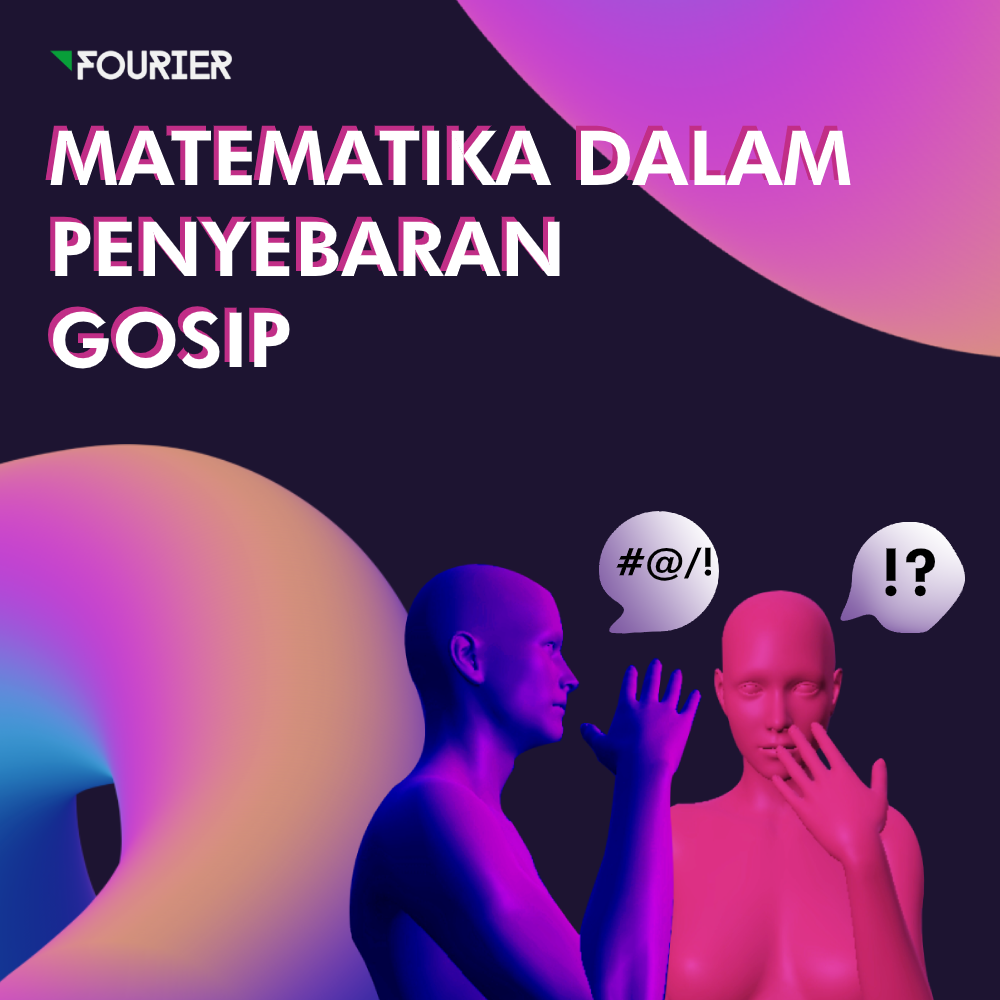 FOURIER
MATEMATIKA DALAM
PENYEBARAN
GOSIP
#@/!
!?